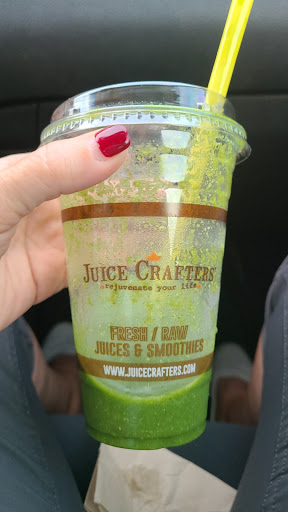 JUICE CRAFTERS
rejuvenate your life
FRESH / RAW
JUICES & SMOOTHIES
WWW.JUICECRAFTERS.COM